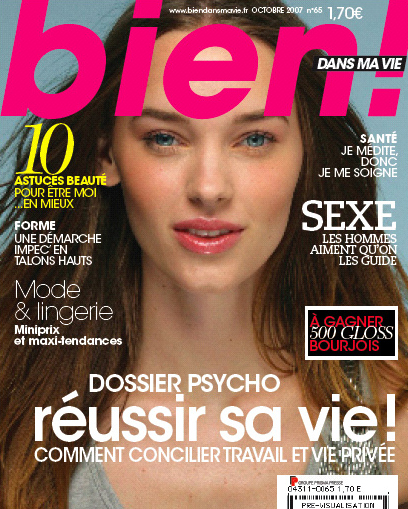 www.biendansmavie.fr OCTOBRE 2007 n°65 1,70€
bien!
DANS MA VIE
10
ASTUCES BEAUTÉ
POUR ÊTRE MOI
...EN MIEUX
SANTÉ
JE MÉDITE,
DONC
JE ME SOIGNE
FORME
UNE DÉMARCHE
IMPEC' EN
TALONS HAUTS
SEXE
LES HOMMES
AIMENT QU'ON
LES GUIDE
Mode
& lingerie
Miniprix
et maxi-tendances
À GAGNER
500 GLOSS
BOURJOIS
DOSSIER PSYCHO
réussir sa vie!
COMMENT CONCILIER TRAVAIL ET VIE PRIVÉE
GROUPE PRISMA PRESSE
04311-0065 1,70 E
PRE-VISUALISATION